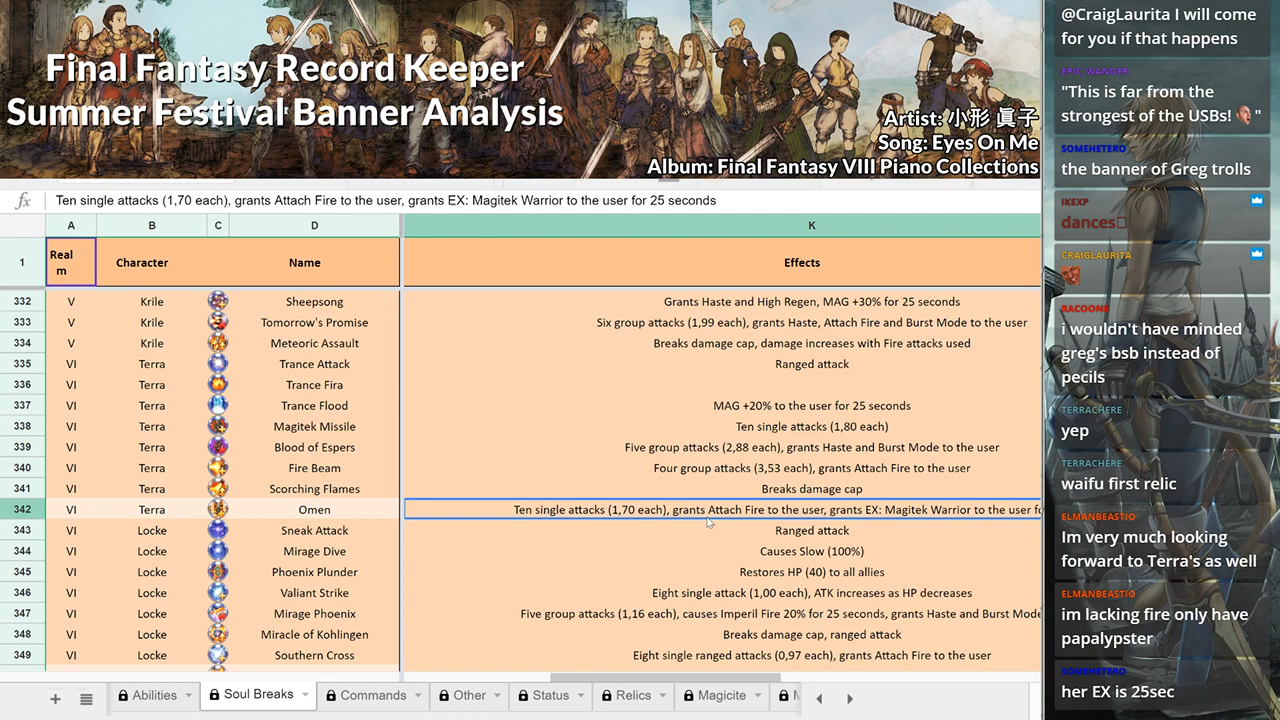 Final Fantasy Record Keeper
Summer Festival Banner Analysis
Artist: 小形 眞子
Song: Eyes On Me
Album: Final Fantasy VIII Piano Collections
fx Ten single attacks (1,70 each), grants Attach Fire to the user, grants EX: Magitek Warrior to the user for 25 seconds
A B C D K
1 Real
m Character Name Effects
332 V Krile Sheepsong Grants Haste and High Regen, MAG +30% for 25 seconds
333 V Krile Tomorrow's Promise Six group attacks (1,99 each), grants Haste, Attach Fire and Burst Mode to the user
334 V Krile Meteoric Assault Breaks damage cap, damage increases with Fire attacks used
335 VI Terra Trance Attack Ranged attack
336 VI Terra Trance Fira
337 VI Terra Trance Flood MAG +20% to the user for 25 seconds
338 VI Terra Magitek Missile Ten single attacks (1,80 each)
339 VI Terra Blood of Espers Five group attacks (2,88 each), grants Haste and Burst Mode to the user
340 VI Terra Fire Beam Four group attacks (3,53 each), grants Attach Fire to the user
341 VI Terra Scorching Flames Breaks damage cap
342 VI Terra Omen Ten single attacks (1,70 each), grants Attach Fire to the user, grants EX: Magitek Warrior to the user fo
343 VI Locke Sneak Attack Ranged attack
344 VI Locke Mirage Dive Causes Slow (100%)
345 VI Locke Phoenix Plunder Restores HP (40) to all allies
346 VI Locke Valiant Strike Eight single attack (1,00 each), ATK increases as HP decreases
347 VI Locke Mirage Phoenix Five group attacks (1,16 each), causes Imperil Fire 20% for 25 seconds, grants Haste and Burst Mode
348 VI Locke Miracle of Kohlingen Breaks damage cap, ranged attack
349 VI Locke Southern Cross Eight single ranged attacks (0,97 each), grants Attach Fire to the user
+ Abilities Soul Breaks Commands Other Status Relics Magicite M
@CraigLaurita I will come
for you if that happens
EPIC_WANDER
"This is far from the
strongest of the USBs! "
SOMEHETERO
the banner of Greg trolls
IKEXP
dances
CRAIGLAURITA
RACOONB
i wouldn't have minded
greg's bsb instead of
pecils
TERRACHERE
yep
TERRACHERE
waifu first relic
ELMANBEASTIO
Im very much looking
forward to Terra's as well
ELMANBEASTIO
im lacking fire only have
papalypster
SOMEHETERO
her EX is 25sec